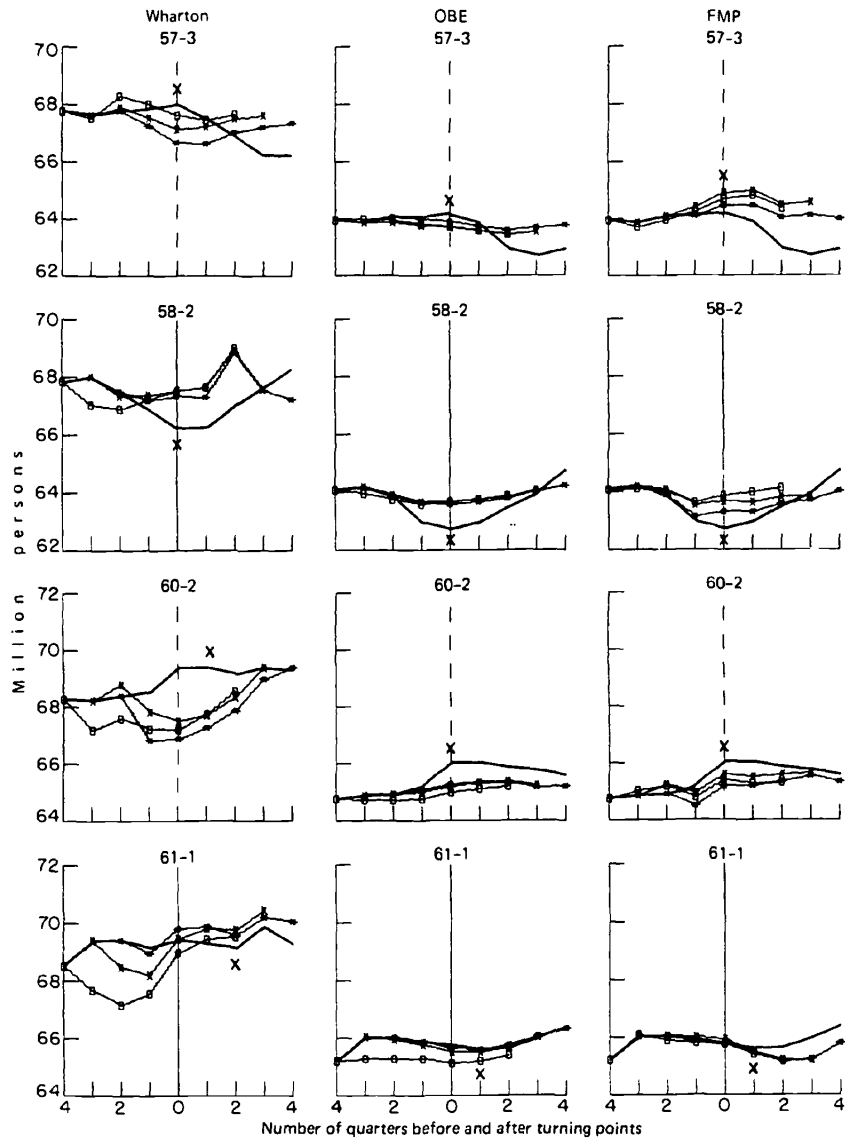 Wharton OBE FMP
57-3 57-3 57-3
70
68
66
64
62
58-2 58-2 58-2
70
68
66
64
62
60-2 60-2 60-2
72
70
68
66
64
61-1 61-1 61-1
72
70
68
66
64
Million persons
4 2 0 2 4 4 2 0 2 4 4 2 0 2 4
Number of quarters before and after turning points